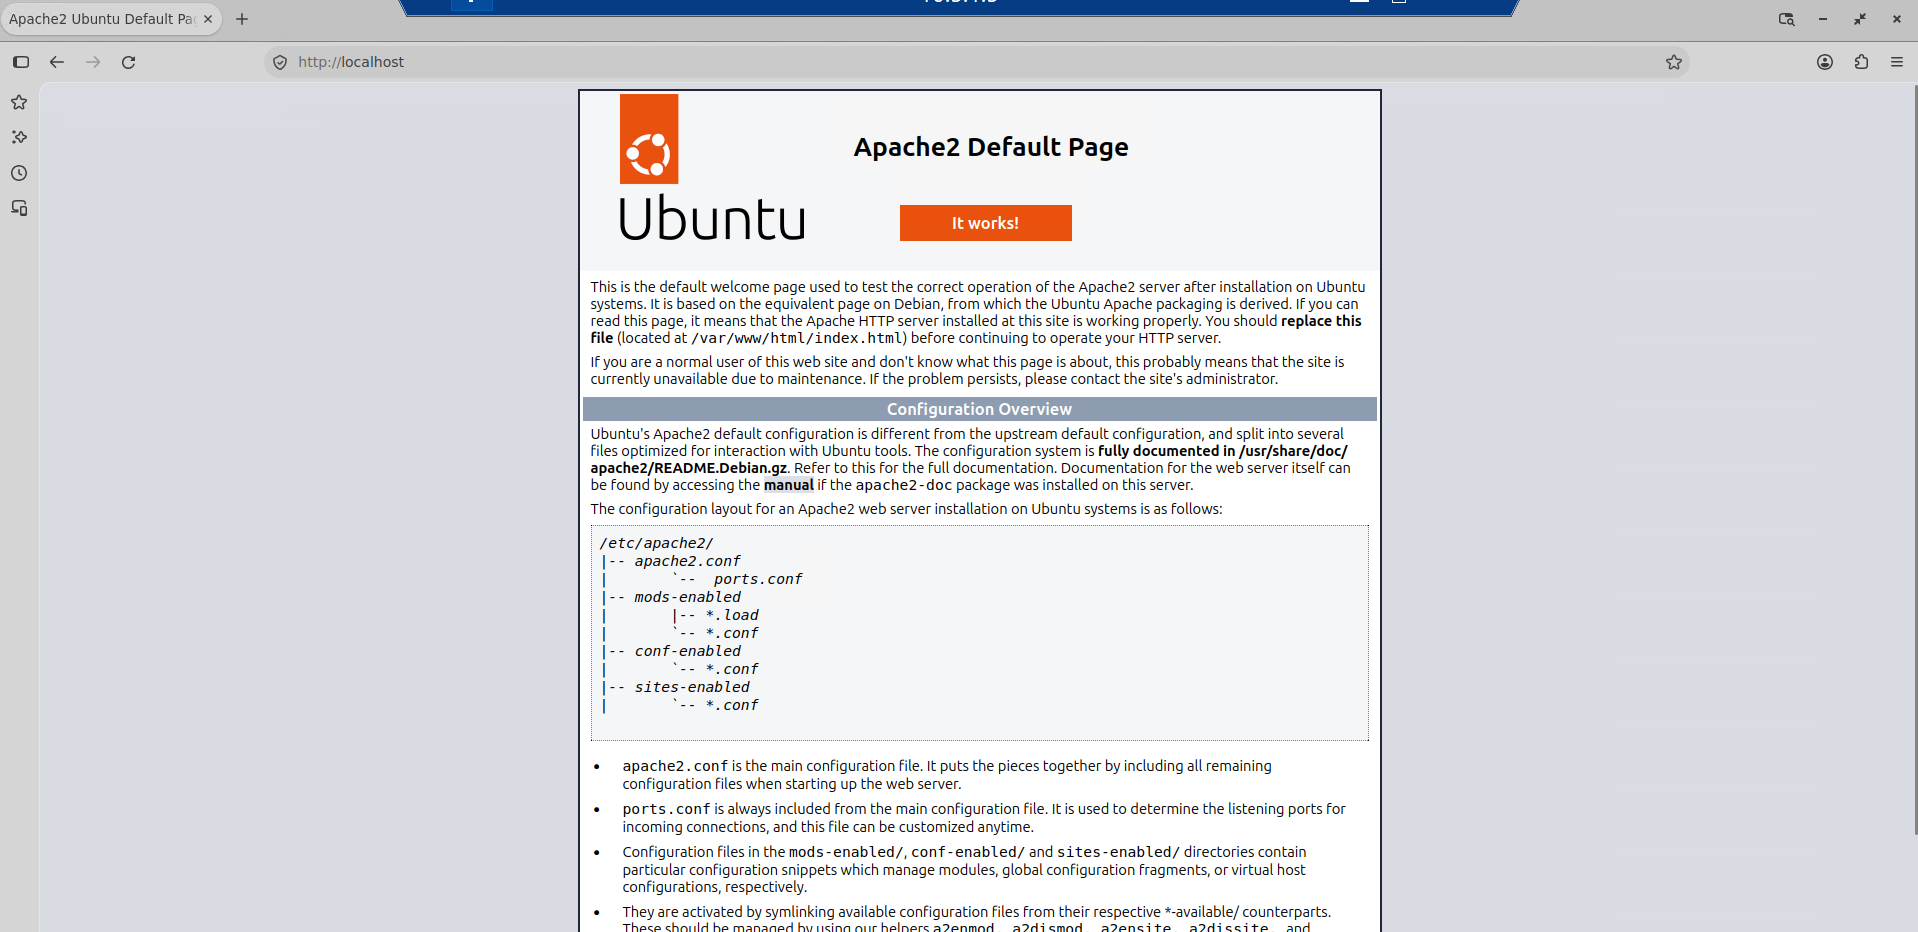 Apache2 Ubuntu Default Pa
http://localhost
Apache2 Default Page
Ubuntu
It works!
This is the default welcome page used to test the correct operation of the Apache2 server after installation on Ubuntu
systems. It is based on the equivalent page on Debian, from which the Ubuntu Apache packaging is derived. If you can
read this page, it means that the Apache HTTP server installed at this site is working properly. You should replace this
file (located at /var/www/html/index.html) before continuing to operate your HTTP server.
If you are a normal user of this web site and don't know what this page is about, this probably means that the site is
currently unavailable due to maintenance. If the problem persists, please contact the site's administrator.
Configuration Overview
Ubuntu's Apache2 default configuration is different from the upstream default configuration, and split into several
files optimized for interaction with Ubuntu tools. The configuration system is fully documented in /usr/share/doc/
apache2/README.Debian.gz. Refer to this for the full documentation. Documentation for the web server itself can
be found by accessing the manual if the apache2-doc package was installed on this server.
The configuration layout for an Apache2 web server installation on Ubuntu systems is as follows:
/etc/apache2/
|-- apache2.conf
|       `--  ports.conf
|-- mods-enabled
|       |-- *.load
|       `-- *.conf
|-- conf-enabled
|       `-- *.conf
|-- sites-enabled
|       `-- *.conf
• apache2.conf is the main configuration file. It puts the pieces together by including all remaining
configuration files when starting up the web server.
• ports.conf is always included from the main configuration file. It is used to determine the listening ports for
incoming connections, and this file can be customized anytime.
• Configuration files in the mods-enabled/, conf-enabled/ and sites-enabled/ directories contain
particular configuration snippets which manage modules, global configuration fragments, or virtual host
configurations, respectively.
• They are activated by symlinking available configuration files from their respective *-available/ counterparts.
These should be managed by using our helpers a2enmod, a2dismod, a2ensite, a2dissite, and